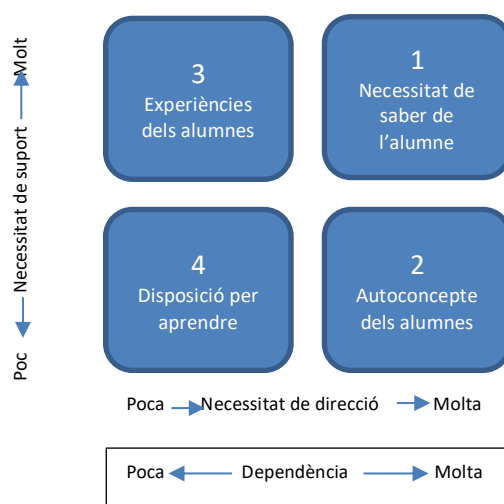 Molt
Necessitat de suport
Poc
3
Experiències
dels alumnes
1
Necessitat de
saber de
l'alumne
4
Disposició per
aprendre
2
Autoconcepte
dels alumnes
Poca Necessitat de direcció Molta
Poca Dependència Molta